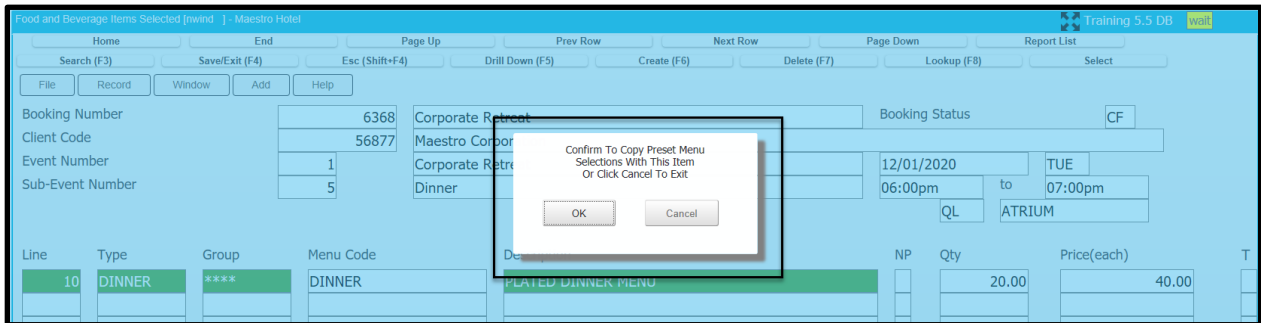 Food and Beverage Items Selected [nwind ] - Maestro Hotel Training 5.5 DB wait
Home End Page Up Prev Row Next Row Page Down Report List
Search (F3) Save/Exit (F4) Esc (Shift+F4) Drill Down (F5) Create (F6) Delete (F7) Lookup (F8) Select
File Record Window Add Help
Booking Number 6368 Corporate Retreat Booking Status CF
Client Code 56877 Maestro Corpor
Event Number 1 Corporate Retre 12/01/2020 TUE
Sub-Event Number 5 Dinner 06:00pm to 07:00pm
QL ATRIUM
Confirm To Copy Preset Menu
Selections With This Item
Or Click Cancel To Exit
OK Cancel
Line Type Group Menu Code NP Qty Price(each) T
10 DINNER **** DINNER PLATED DINNER MENU 20.00 40.00